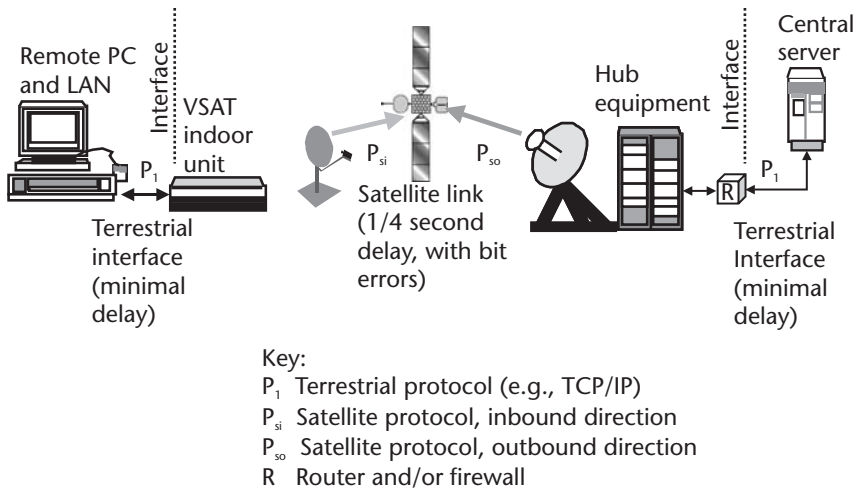 Remote PC
and LAN
Interface
VSAT
indoor
unit
P₁
Terrestrial
interface
(minimal
delay)
Pₛᵢ
Pₛₒ
Satellite link
(1/4 second
delay, with bit
errors)
Hub
equipment
Interface
Central
server
R
P₁
Terrestrial
Interface
(minimal
delay)
Key:
P₁ Terrestrial protocol (e.g., TCP/IP)
Pₛᵢ Satellite protocol, inbound direction
Pₛₒ Satellite protocol, outbound direction
R Router and/or firewall